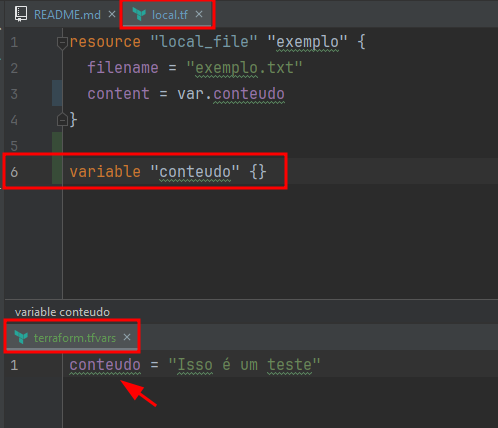 README.md × local.tf ×
1 resource "local_file" "exemplo" {
2 filename = "exemplo.txt"
3 content = var.conteudo
4 }
5
6 variable "conteudo" {}
variable conteudo
terraform.tfvars ×
1 conteudo = "Isso é um teste"